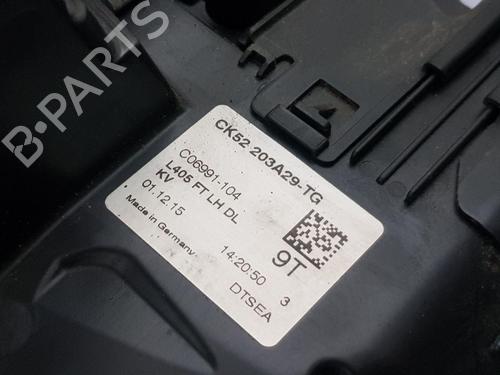 B-PARTS
CK52 203A29-TG
C06991-104
L405 FT LH DL
KV
9T
01.12.15 14:20:50 3
Made in Germany DTSEA